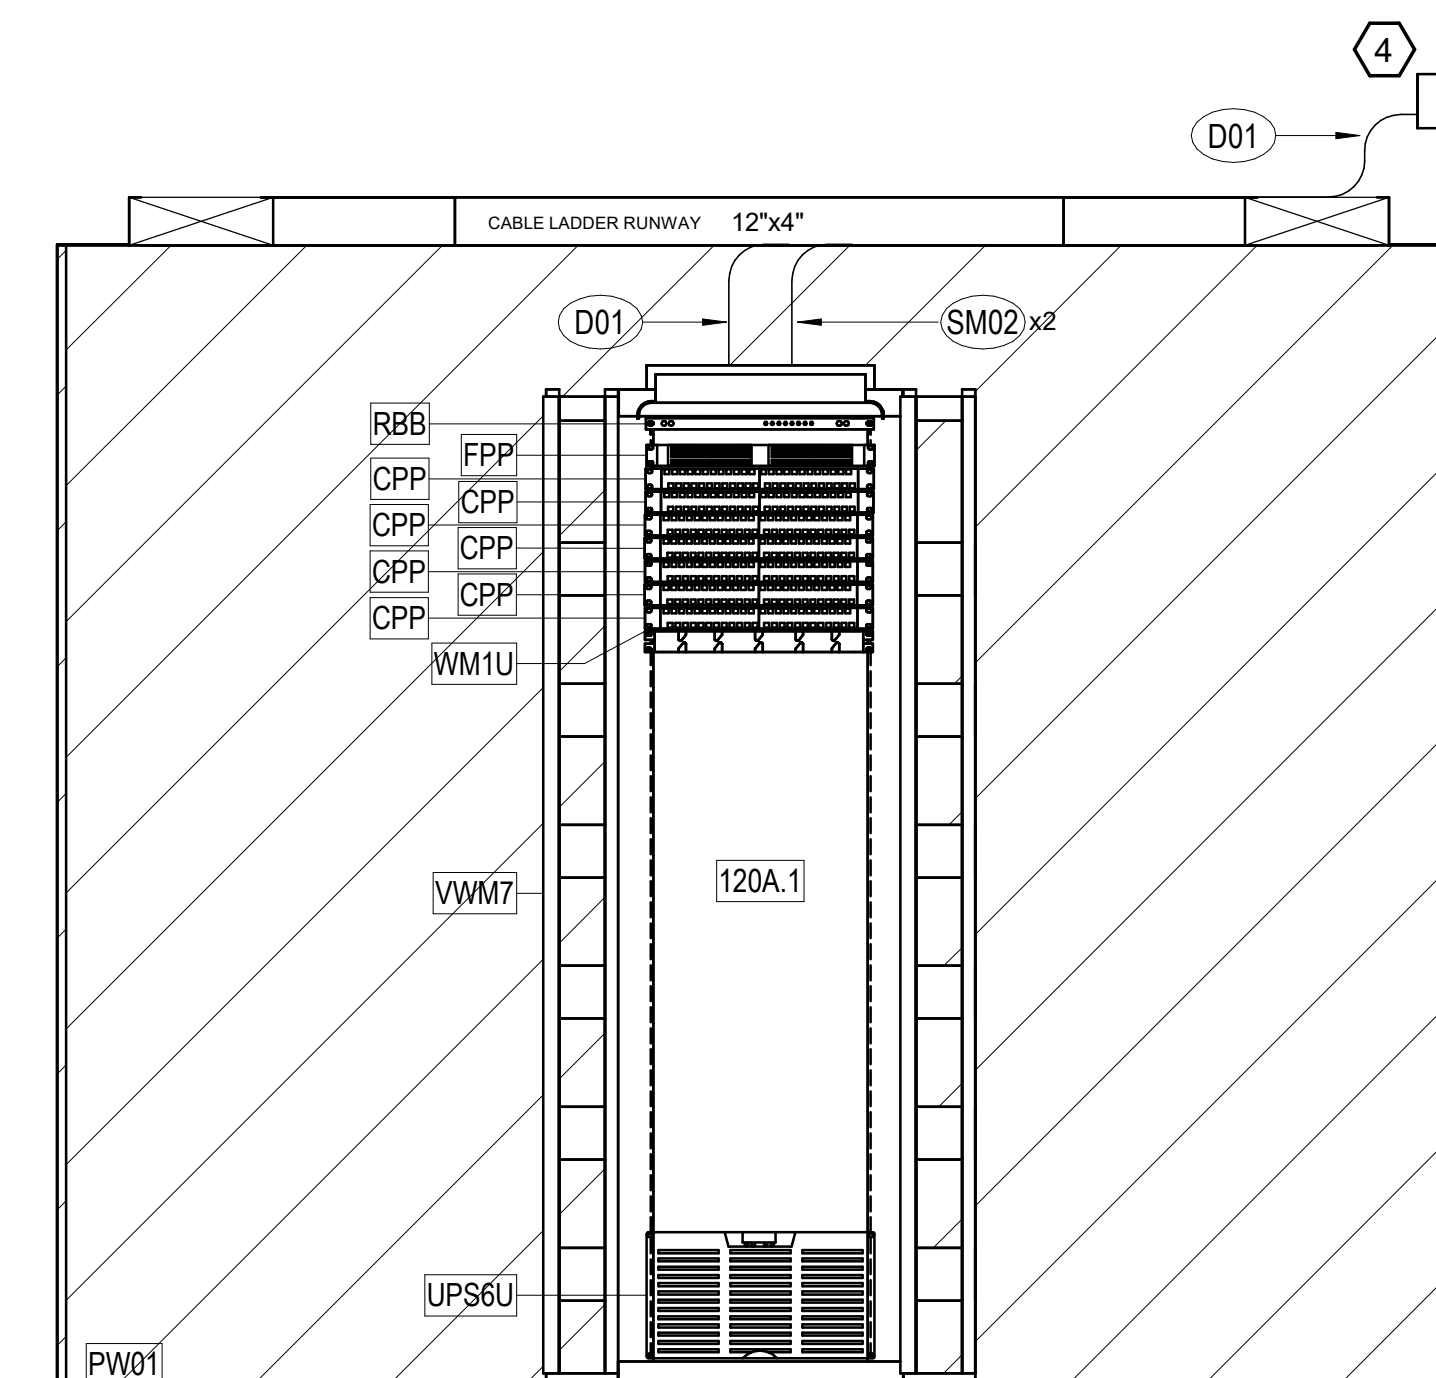 4
D01
CABLE LADDER RUNWAY 12"x4"
D01
SM02 x2
RBB
FPP
CPP
CPP
CPP
CPP
CPP
CPP
CPP
WM1U
120A.1
VWM7
UPS6U
PW01